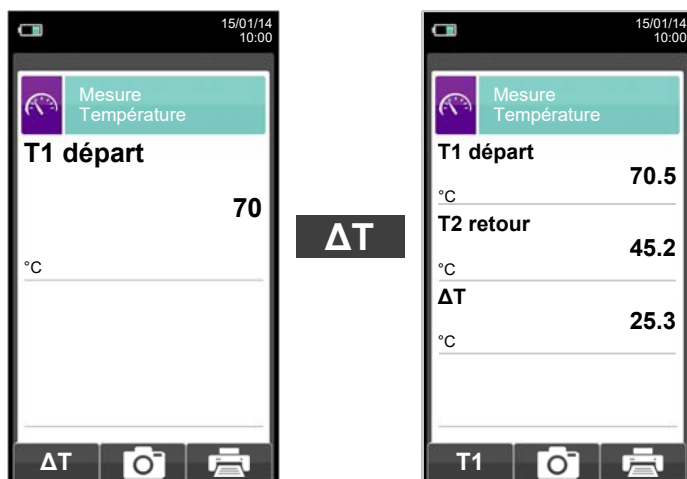 15/01/14
10:00
Mesure
Température
T1 départ
70
°C
ΔT
ΔT
15/01/14
10:00
Mesure
Température
T1 départ
70.5
°C
T2 retour
45.2
°C
ΔT
25.3
°C
T1